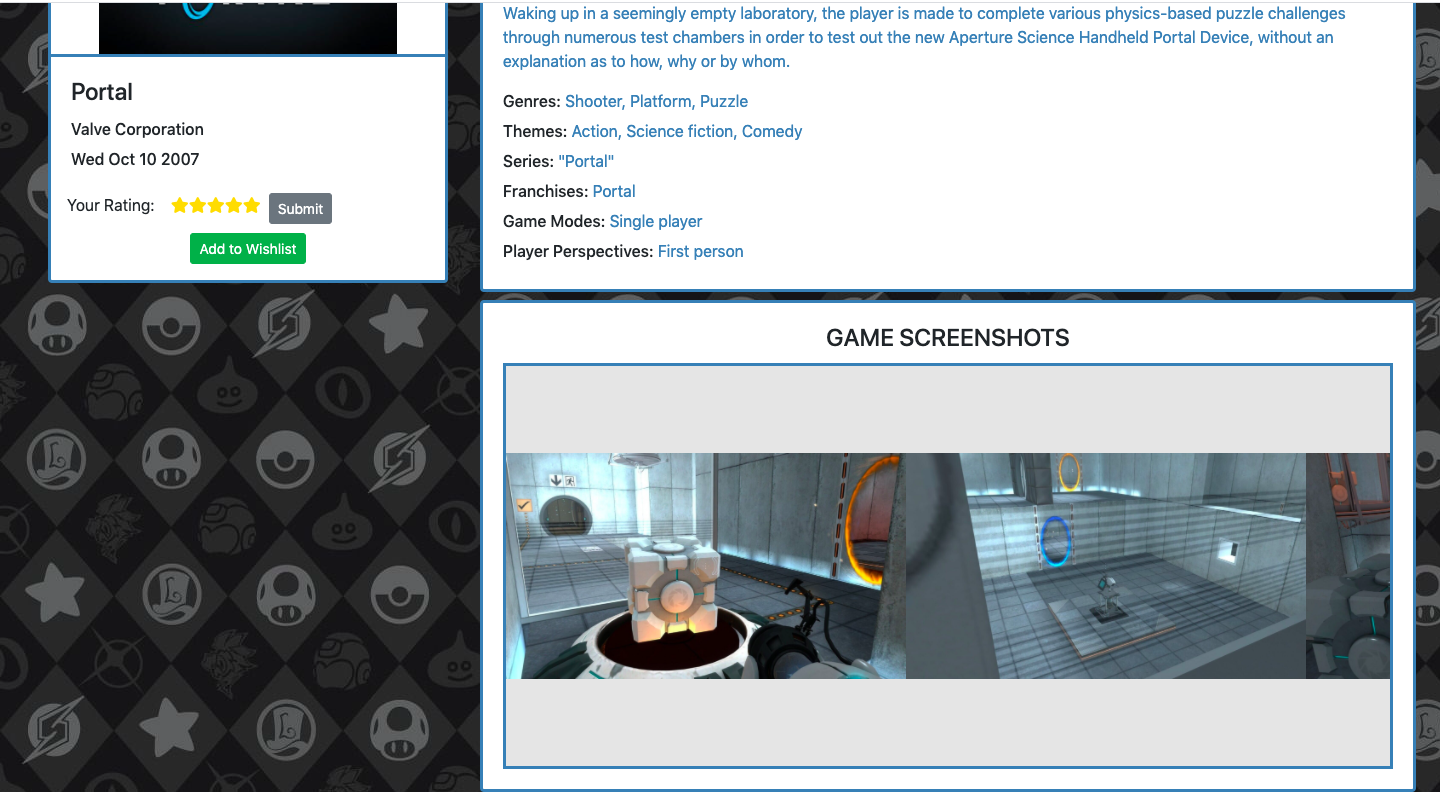 Portal
Valve Corporation
Wed Oct 10 2007
Your Rating:
Submit
Add to Wishlist
Waking up in a seemingly empty laboratory, the player is made to complete various physics-based puzzle challenges
through numerous test chambers in order to test out the new Aperture Science Handheld Portal Device, without an
explanation as to how, why or by whom.
Genres: Shooter, Platform, Puzzle
Themes: Action, Science fiction, Comedy
Series: "Portal"
Franchises: Portal
Game Modes: Single player
Player Perspectives: First person
GAME SCREENSHOTS